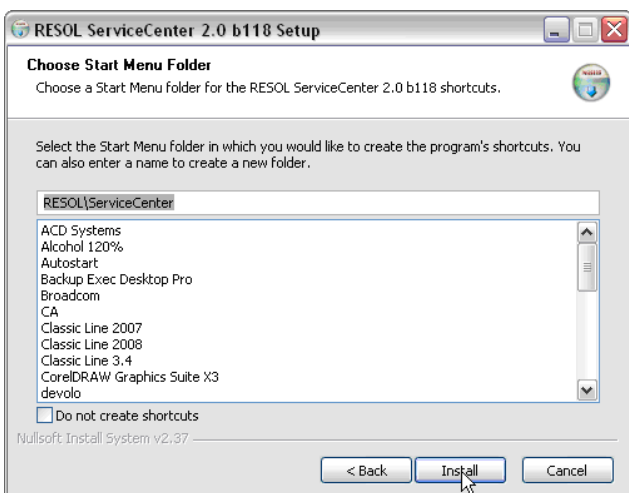 RESOL ServiceCenter 2.0 b118 Setup
Choose Start Menu Folder
Choose a Start Menu folder for the RESOL ServiceCenter 2.0 b118 shortcuts.
Select the Start Menu folder in which you would like to create the program's shortcuts. You
can also enter a name to create a new folder.
RESOL\ServiceCenter
ACD Systems
Alcohol 120%
Autostart
Backup Exec Desktop Pro
Broadcom
CA
Classic Line 2007
Classic Line 2008
Classic Line 3.4
CorelDRAW Graphics Suite X3
devolo
Do not create shortcuts
Nullsoft Install System v2.37
< Back Install Cancel